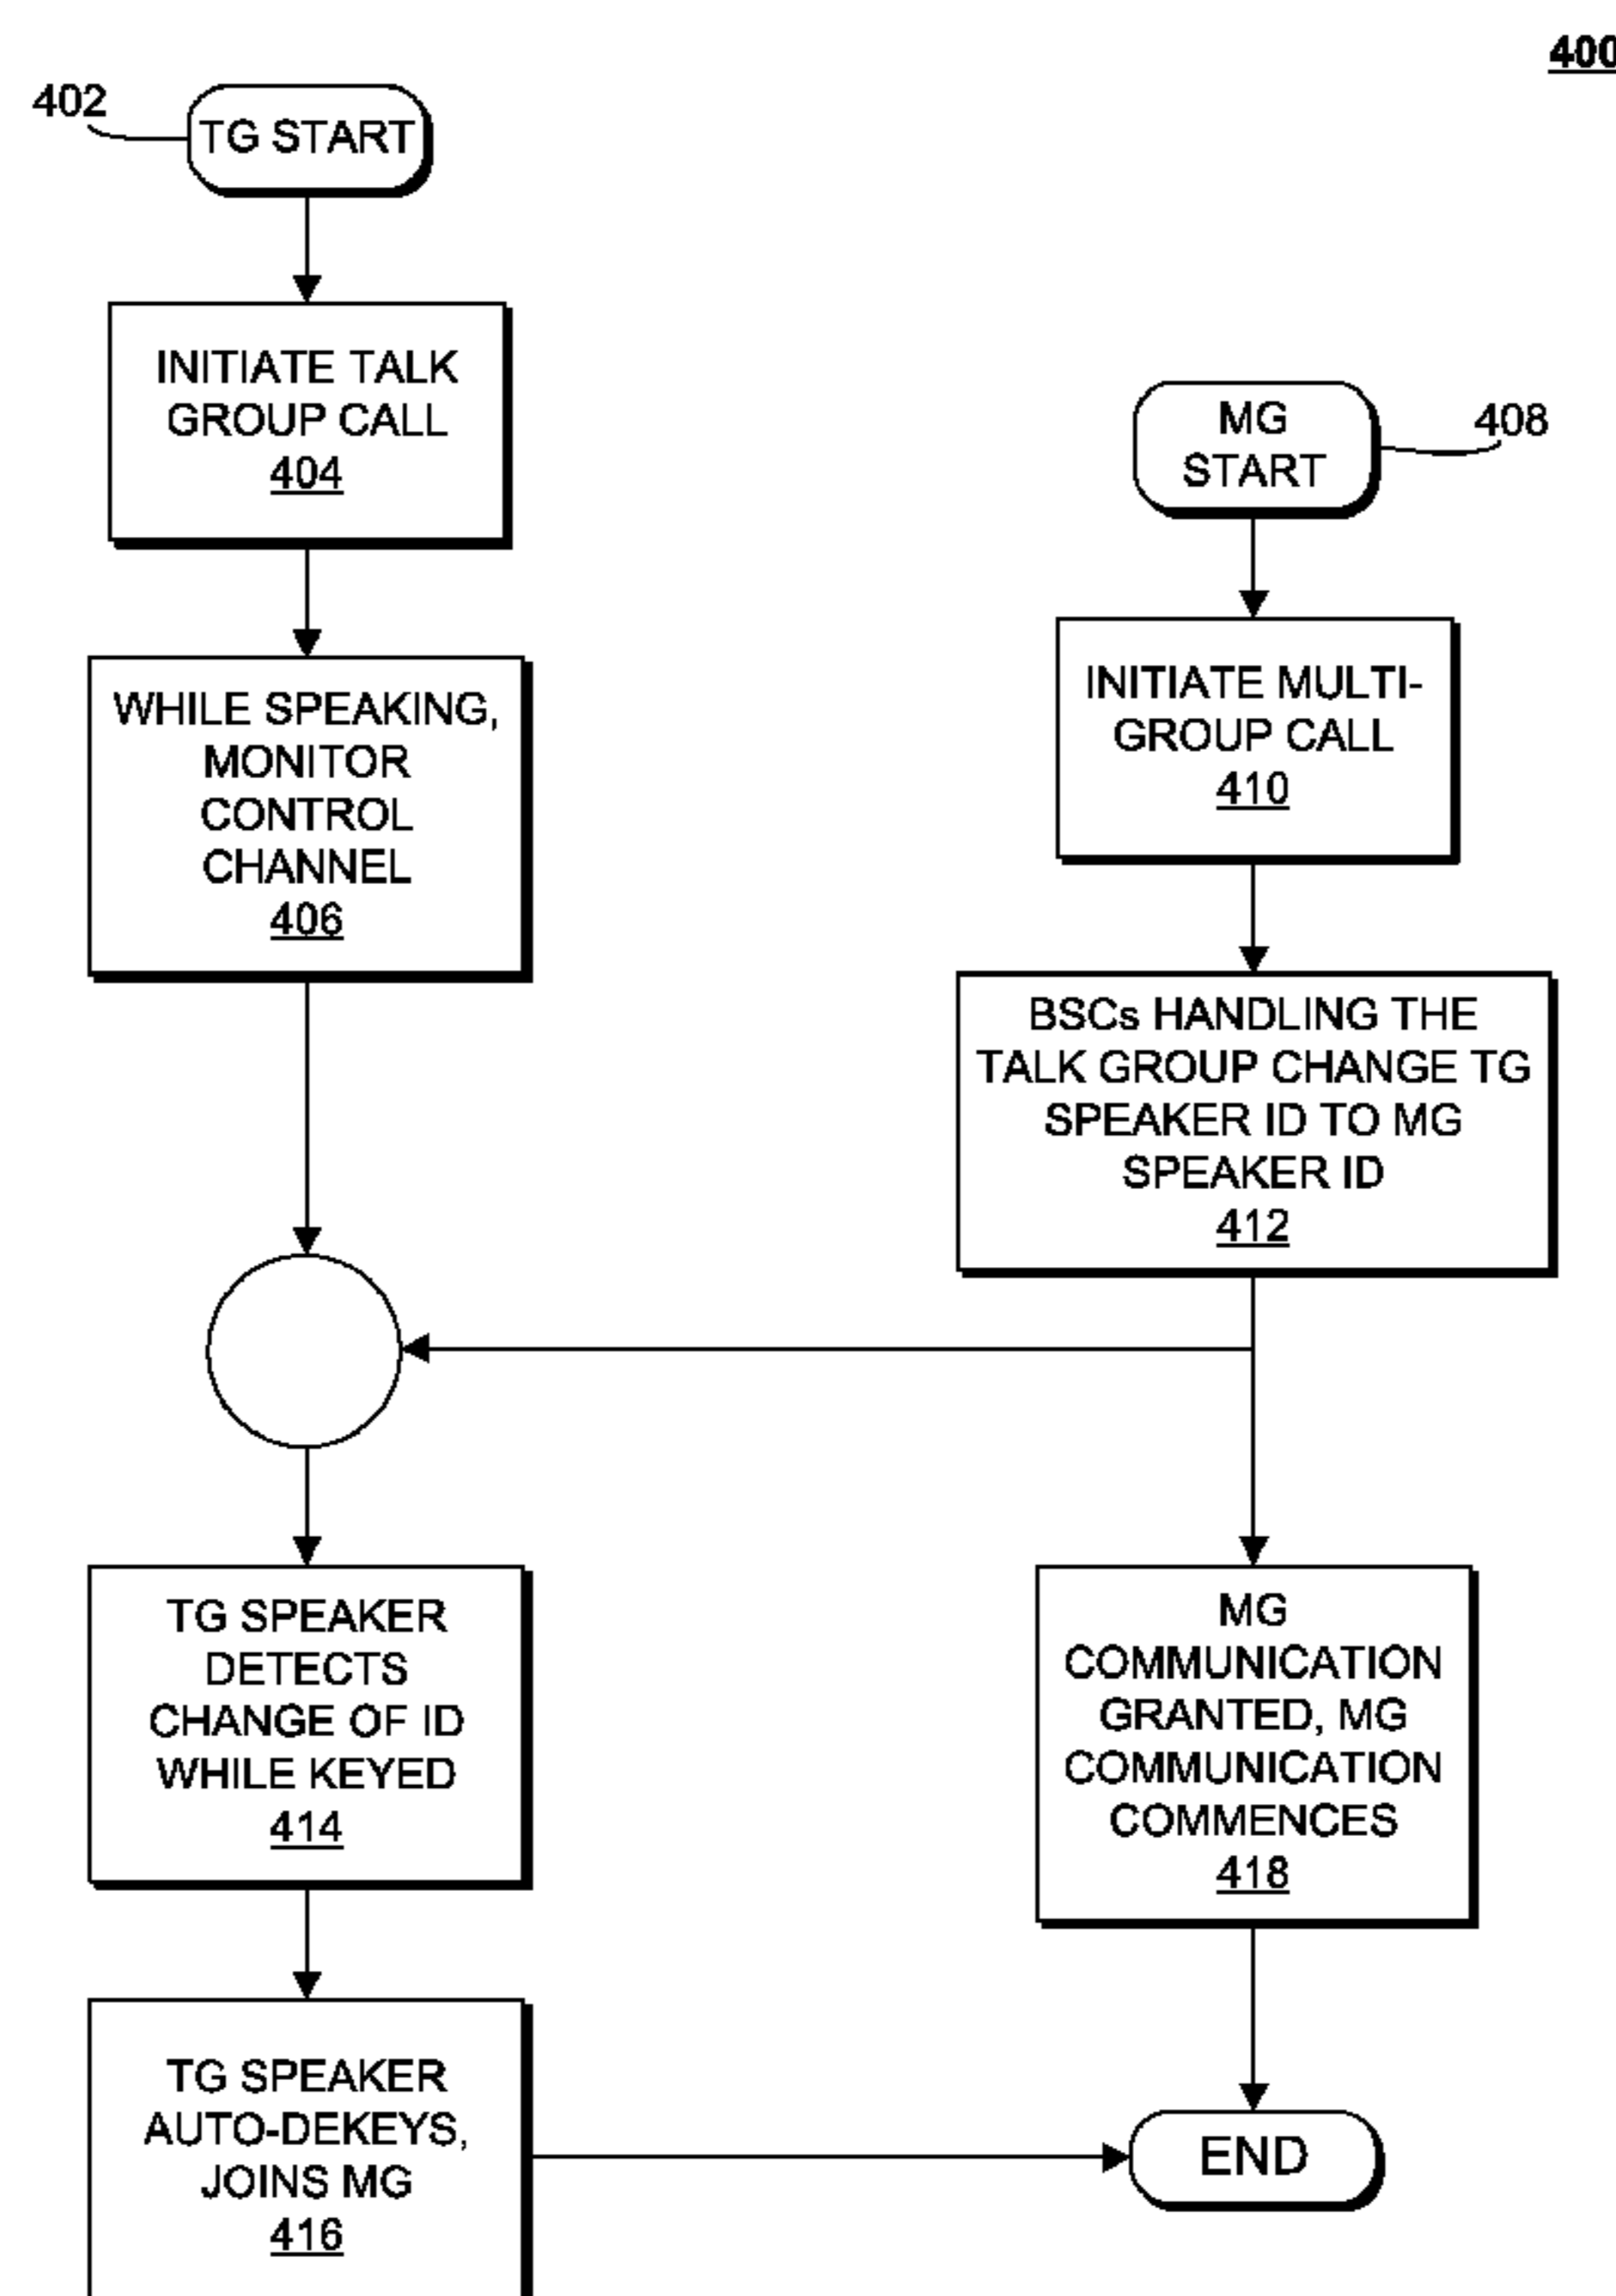 400
402
TG START
INITIATE TALK
GROUP CALL
404
WHILE SPEAKING,
MONITOR
CONTROL
CHANNEL
406
MG
START
408
INITIATE MULTI-
GROUP CALL
410
BSCs HANDLING THE
TALK GROUP CHANGE TG
SPEAKER ID TO MG
SPEAKER ID
412
TG SPEAKER
DETECTS
CHANGE OF ID
WHILE KEYED
414
MG
COMMUNICATION
GRANTED, MG
COMMUNICATION
COMMENCES
418
TG SPEAKER
AUTO-DEKEYS,
JOINS MG
416
END